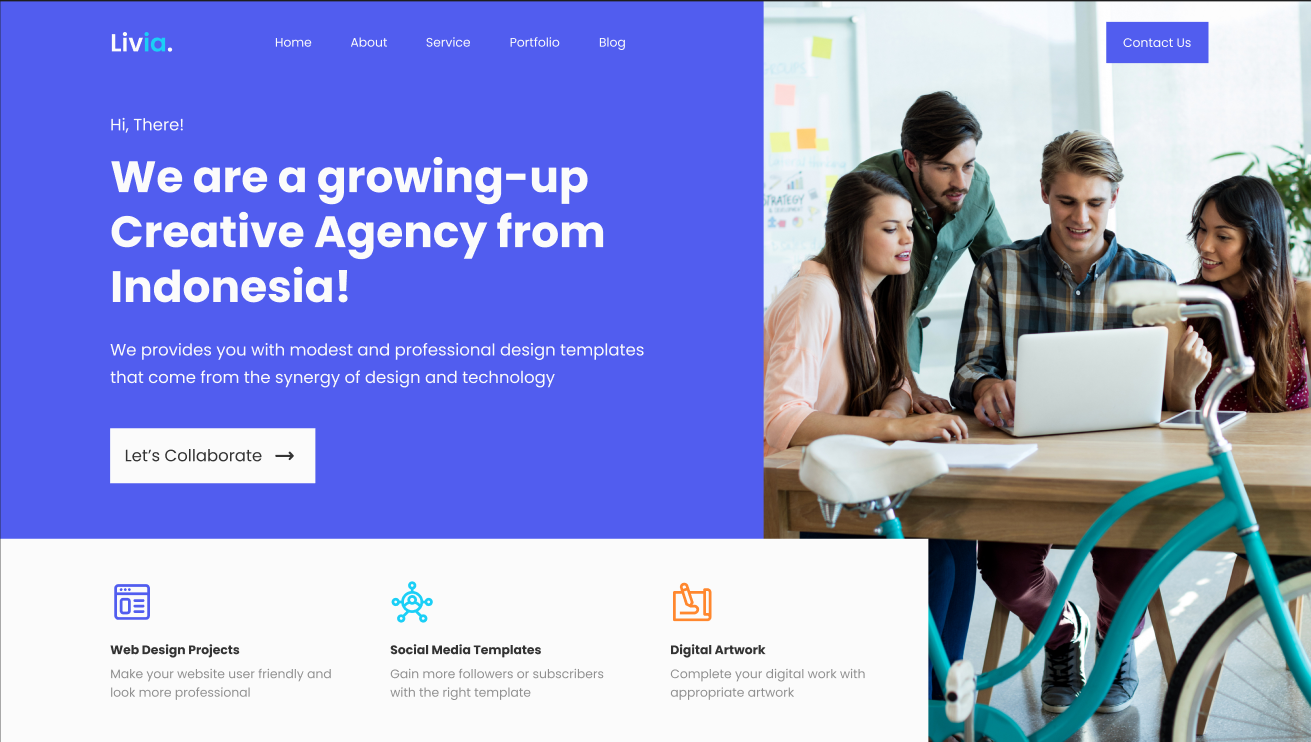 Livia.
Home About Service Portfolio Blog
Contact Us
Hi, There!
We are a growing-up
Creative Agency from
Indonesia!
We provides you with modest and professional design templates
that come from the synergy of design and technology
Let's Collaborate →
STRATEGY
Web Design Projects
Make your website user friendly and
look more professional
Social Media Templates
Gain more followers or subscribers
with the right template
Digital Artwork
Complete your digital work with
appropriate artwork